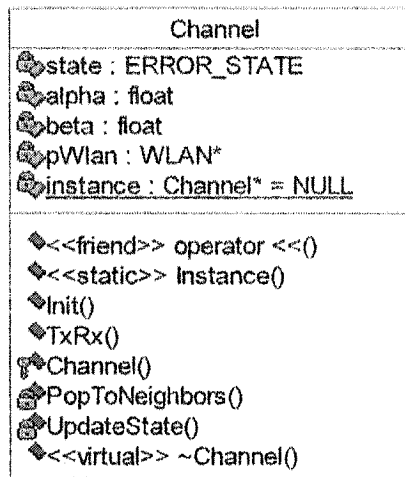 Channel
state : ERROR_STATE
alpha : float
beta : float
pWlan : WLAN*
instance : Channel* = NULL
<<friend>> operator <<()
<<static>> Instance()
Init()
TxRx()
Channel()
PopToNeighbors()
UpdateState()
<<virtual>> ~Channel()